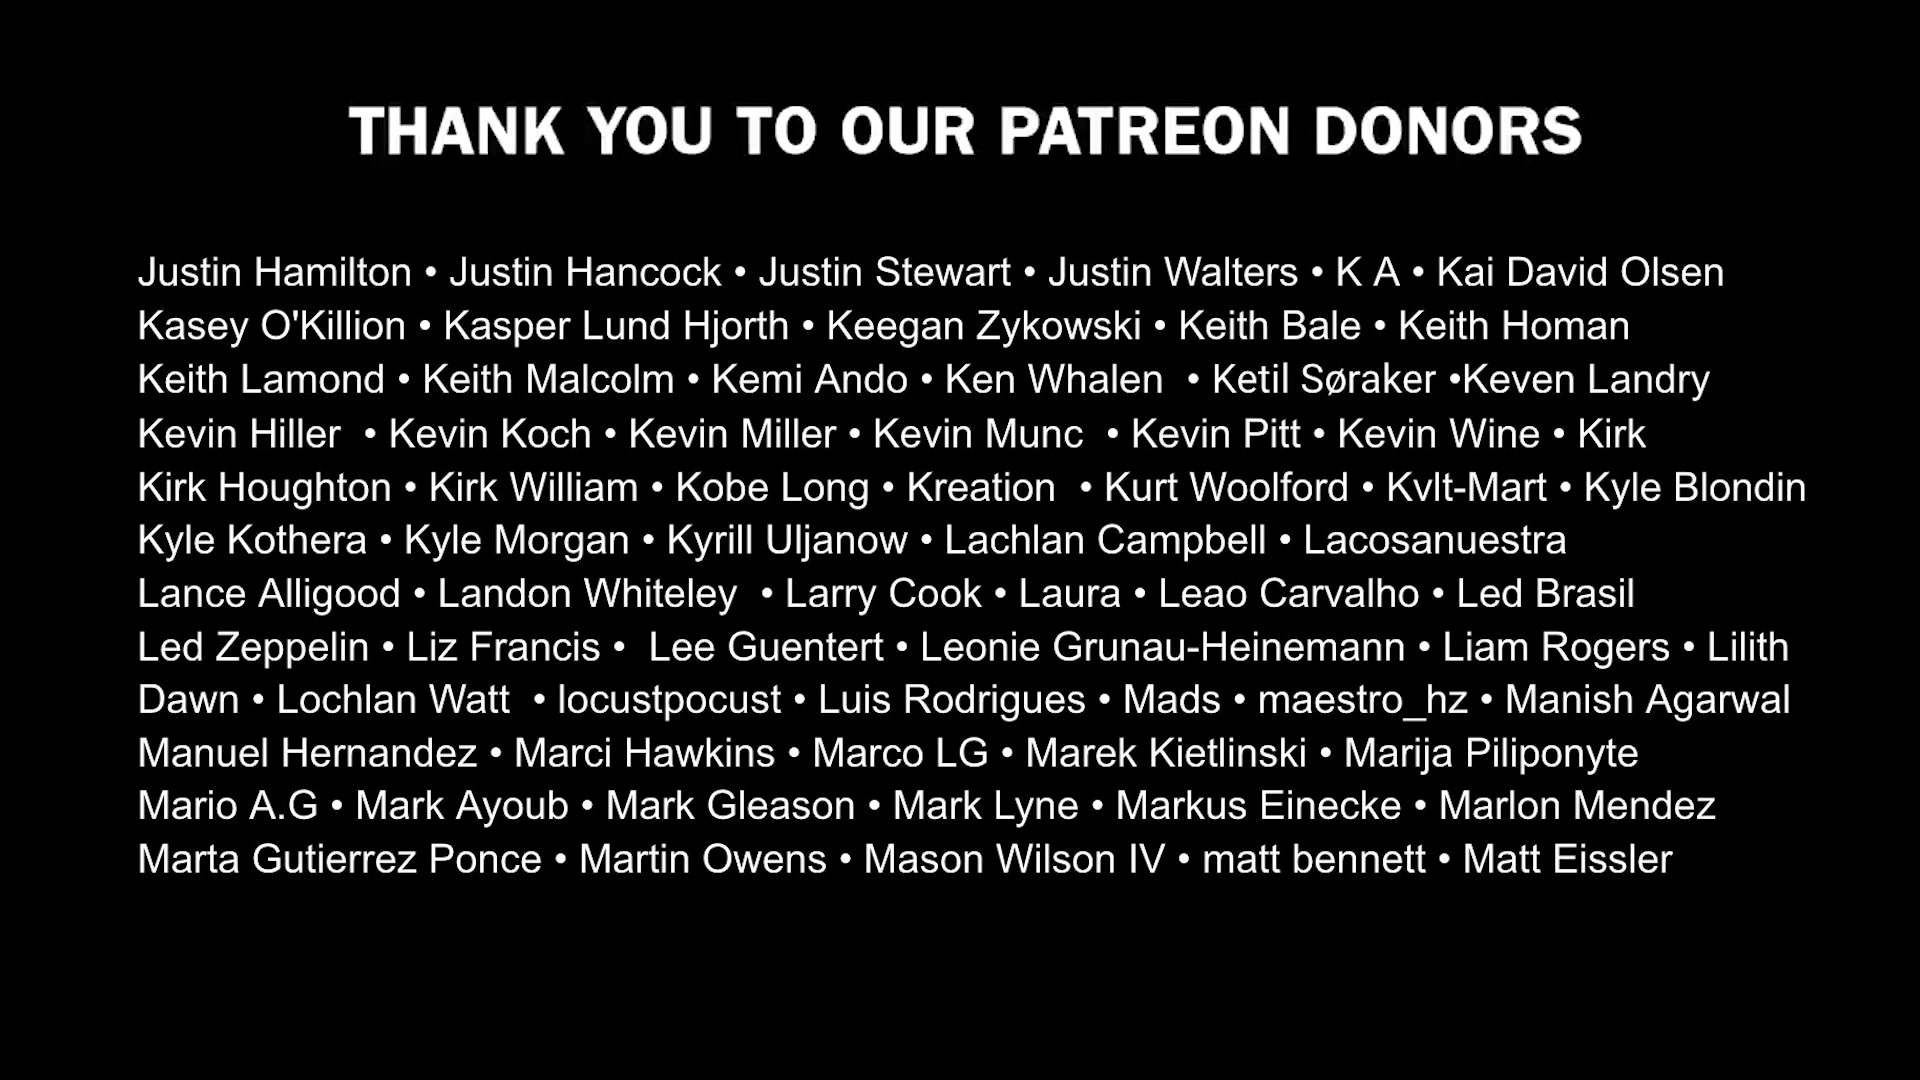 THANK YOU TO OUR PATREON DONORS
Justin Hamilton • Justin Hancock • Justin Stewart • Justin Walters • K A • Kai David Olsen
Kasey O'Killion • Kasper Lund Hjorth • Keegan Zykowski • Keith Bale • Keith Homan
Keith Lamond • Keith Malcolm • Kemi Ando • Ken Whalen  • Ketil Søraker •Keven Landry
Kevin Hiller  • Kevin Koch • Kevin Miller • Kevin Munc  • Kevin Pitt • Kevin Wine • Kirk
Kirk Houghton • Kirk William • Kobe Long • Kreation  • Kurt Woolford • Kvlt-Mart • Kyle Blondin
Kyle Kothera • Kyle Morgan • Kyrill Uljanow • Lachlan Campbell • Lacosanuestra
Lance Alligood • Landon Whiteley  • Larry Cook • Laura • Leao Carvalho • Led Brasil
Led Zeppelin • Liz Francis •  Lee Guentert • Leonie Grunau-Heinemann • Liam Rogers • Lilith
Dawn • Lochlan Watt  • locustpocust • Luis Rodrigues • Mads • maestro_hz • Manish Agarwal
Manuel Hernandez • Marci Hawkins • Marco LG • Marek Kietlinski • Marija Piliponyte
Mario A.G • Mark Ayoub • Mark Gleason • Mark Lyne • Markus Einecke • Marlon Mendez
Marta Gutierrez Ponce • Martin Owens • Mason Wilson IV • matt bennett • Matt Eissler